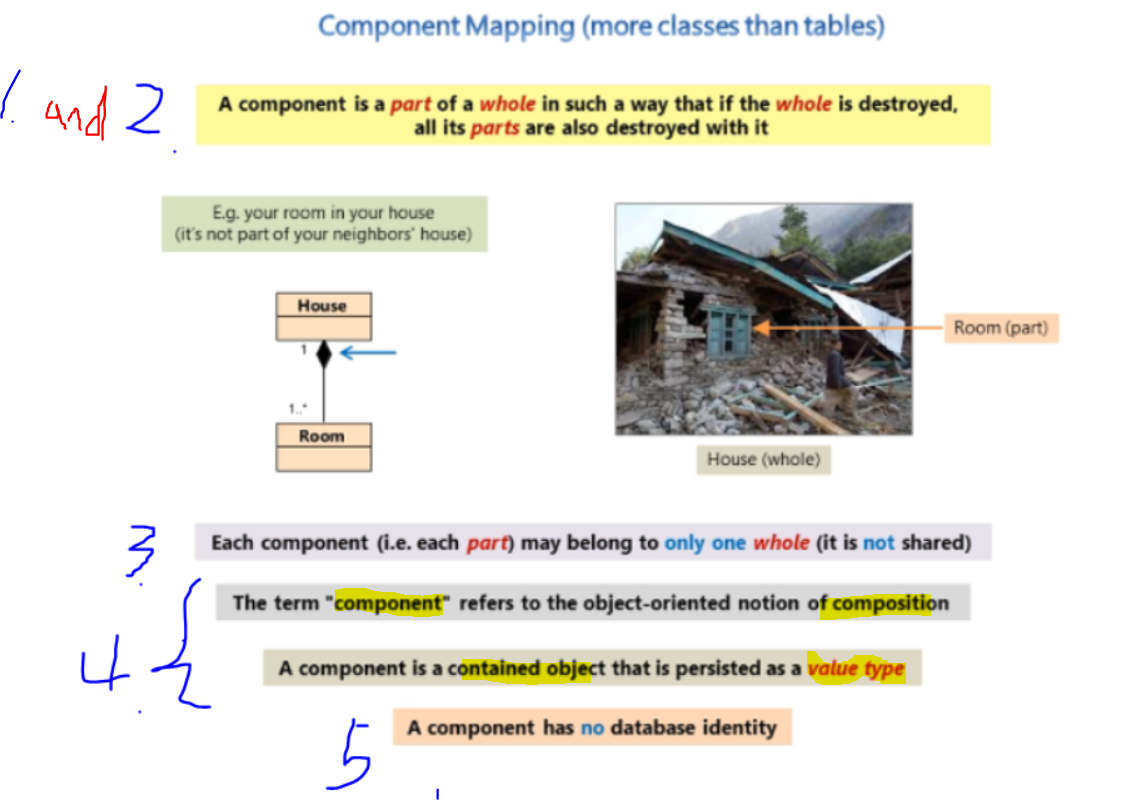 Component Mapping (more classes than tables)
1. and 2.
A component is a part of a whole in such a way that if the whole is destroyed,
all its parts are also destroyed with it
E.g. your room in your house
(it's not part of your neighbors' house)
House
1
1..*
Room
Room (part)
House (whole)
3.
Each component (i.e. each part) may belong to only one whole (it is not shared)
The term "component" refers to the object-oriented notion of composition
4.
A component is a contained object that is persisted as a value type
5
A component has no database identity